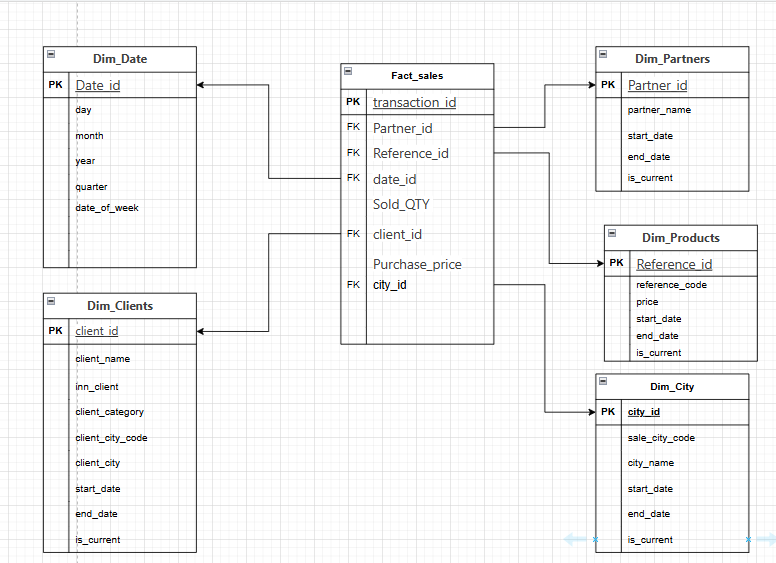 Dim_Date
PK Date_id
day
month
year
quarter
date_of_week
Dim_Clients
PK client_id
client_name
inn_client
client_category
client_city_code
client_city
start_date
end_date
is_current
Fact_sales
PK transaction_id
FK Partner_id
FK Reference_id
FK date_id
Sold_QTY
FK client_id
Purchase_price
FK city_id
Dim_Partners
PK Partner_id
partner_name
start_date
end_date
is_current
Dim_Products
PK Reference_id
reference_code
price
start_date
end_date
is_current
Dim_City
PK city_id
sale_city_code
city_name
start_date
end_date
is_current